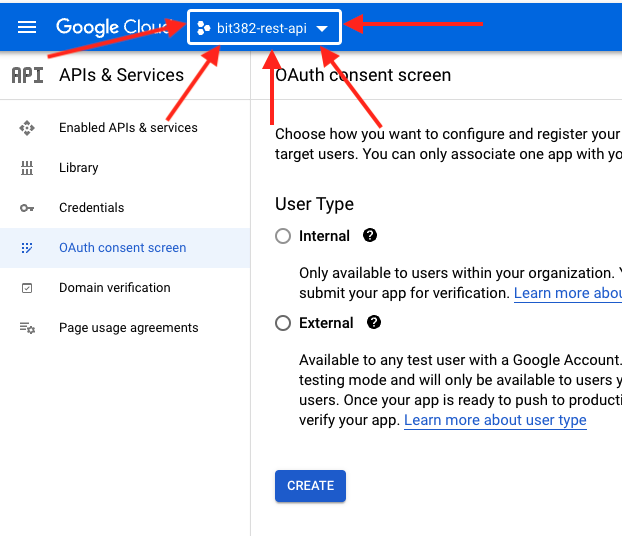 Google Cloud
bit382-rest-api
API
APIs & Services
OAuth consent screen
Enabled APIs & services
Library
Credentials
OAuth consent screen
Domain verification
Page usage agreements
Choose how you want to configure and register your
target users. You can only associate one app with yo
User Type
Internal
Only available to users within your organization. Y
submit your app for verification. Learn more abou
External
Available to any test user with a Google Account.
testing mode and will only be available to users y
users. Once your app is ready to push to producti
verify your app. Learn more about user type
CREATE